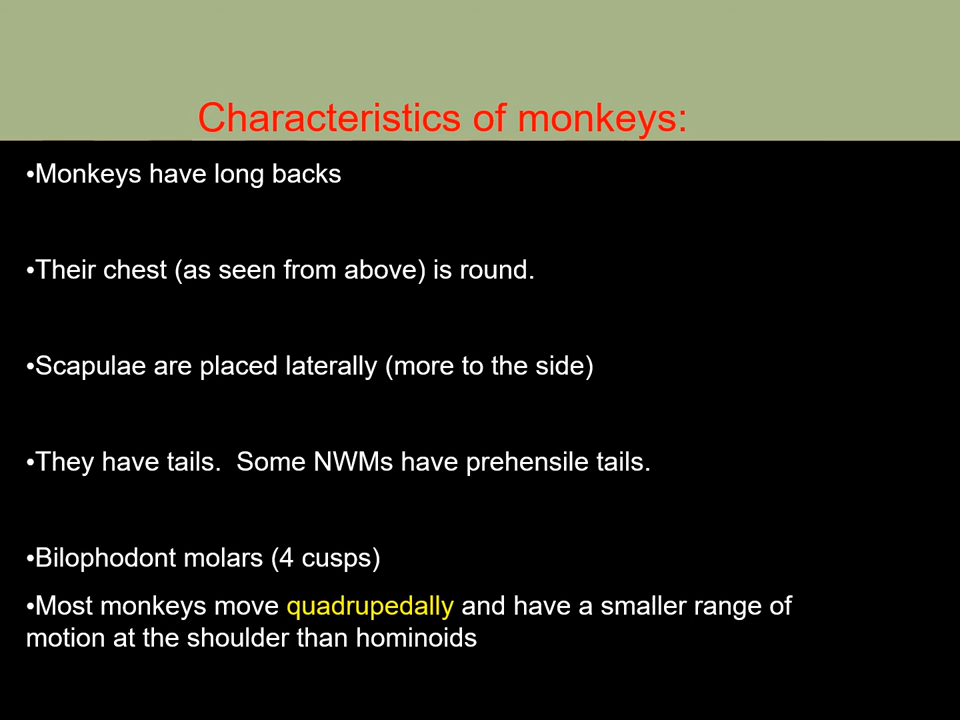 Characteristics of monkeys:
•Monkeys have long backs
•Their chest (as seen from above) is round.
•Scapulae are placed laterally (more to the side)
•They have tails.  Some NWMs have prehensile tails.
•Bilophodont molars (4 cusps)
•Most monkeys move quadrupedally and have a smaller range of
motion at the shoulder than hominoids